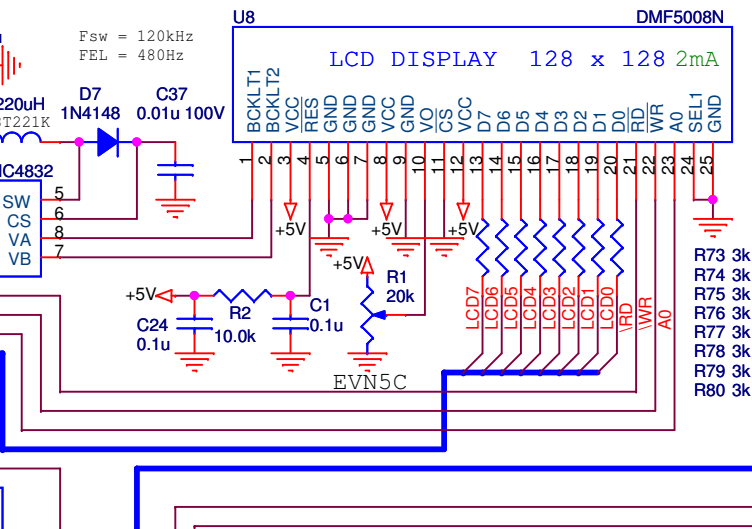 U8
DMF5008N
Fsw = 120kHz
FEL = 480Hz
LCD DISPLAY 128 x 128 2mA
220uH
ST221K
D7
1N4148
C37
0.01u 100V
BCKLT1
BCKLT2
VCC
RES
GND
GND
GND
VCC
GND
VO
CS
VCC
D7
D6
D5
D4
D3
D2
D1
D0
RD
WR
A0
SEL1
GND
1
2
3
4
5
6
7
8
9
10
11
12
13
14
15
16
17
18
19
20
21
22
23
24
25
IC4832
SW
CS
VA
VB
5
6
8
7
+5V
+5V
+5V
+5V
+5V
R1
20k
R2
10.0k
C1
0.1u
C24
0.1u
EVN5C
LCD7
LCD6
LCD5
LCD4
LCD3
LCD2
LCD1
LCD0
\RD
\WR
A0
R73 3k
R74 3k
R75 3k
R76 3k
R77 3k
R78 3k
R79 3k
R80 3k